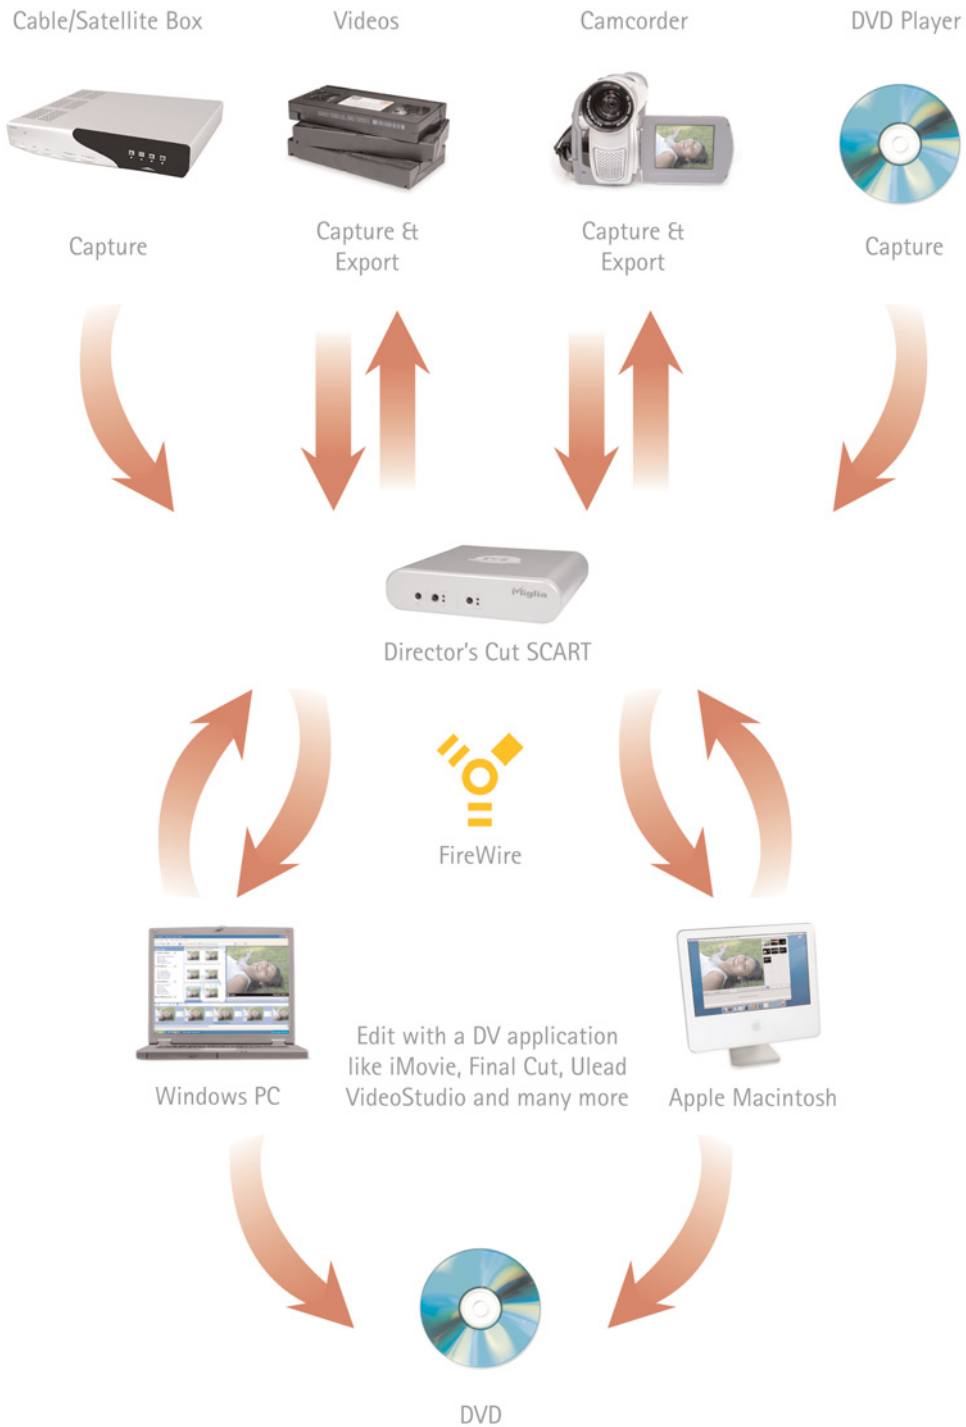 Cable/Satellite Box
Videos
Camcorder
DVD Player
Capture
Capture &
Export
Capture &
Export
Capture
Miglia
Director's Cut SCART
FireWire
Edit with a DV application
like iMovie, Final Cut, Ulead
VideoStudio and many more
Windows PC
Apple Macintosh
DVD